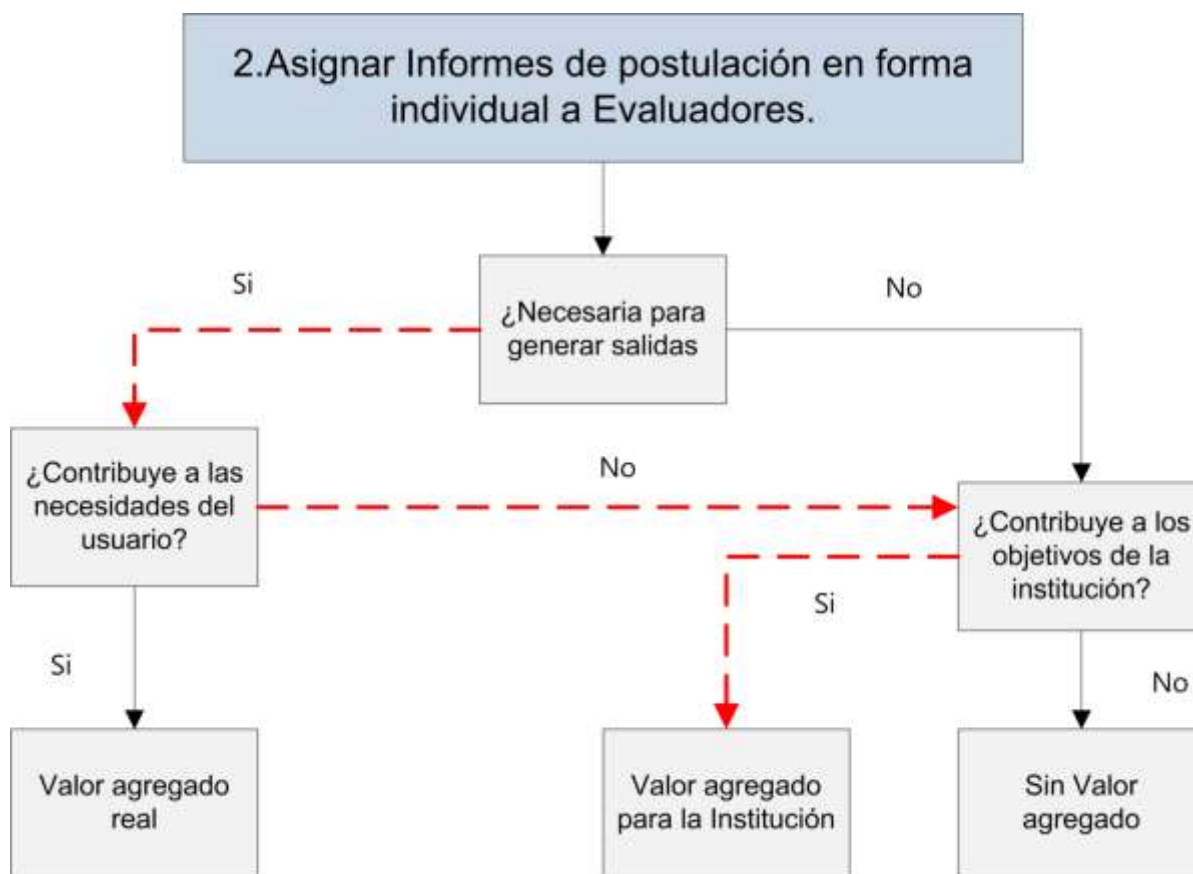 2.Asignar Informes de postulación en forma
individual a Evaluadores.
Si
No
¿Necesaria para
generar salidas
¿Contribuye a las
necesidades del
usuario?
No
¿Contribuye a los
objetivos de la
institución?
Si
Si
No
Valor agregado
real
Valor agregado
para la Institución
Sin Valor
agregado